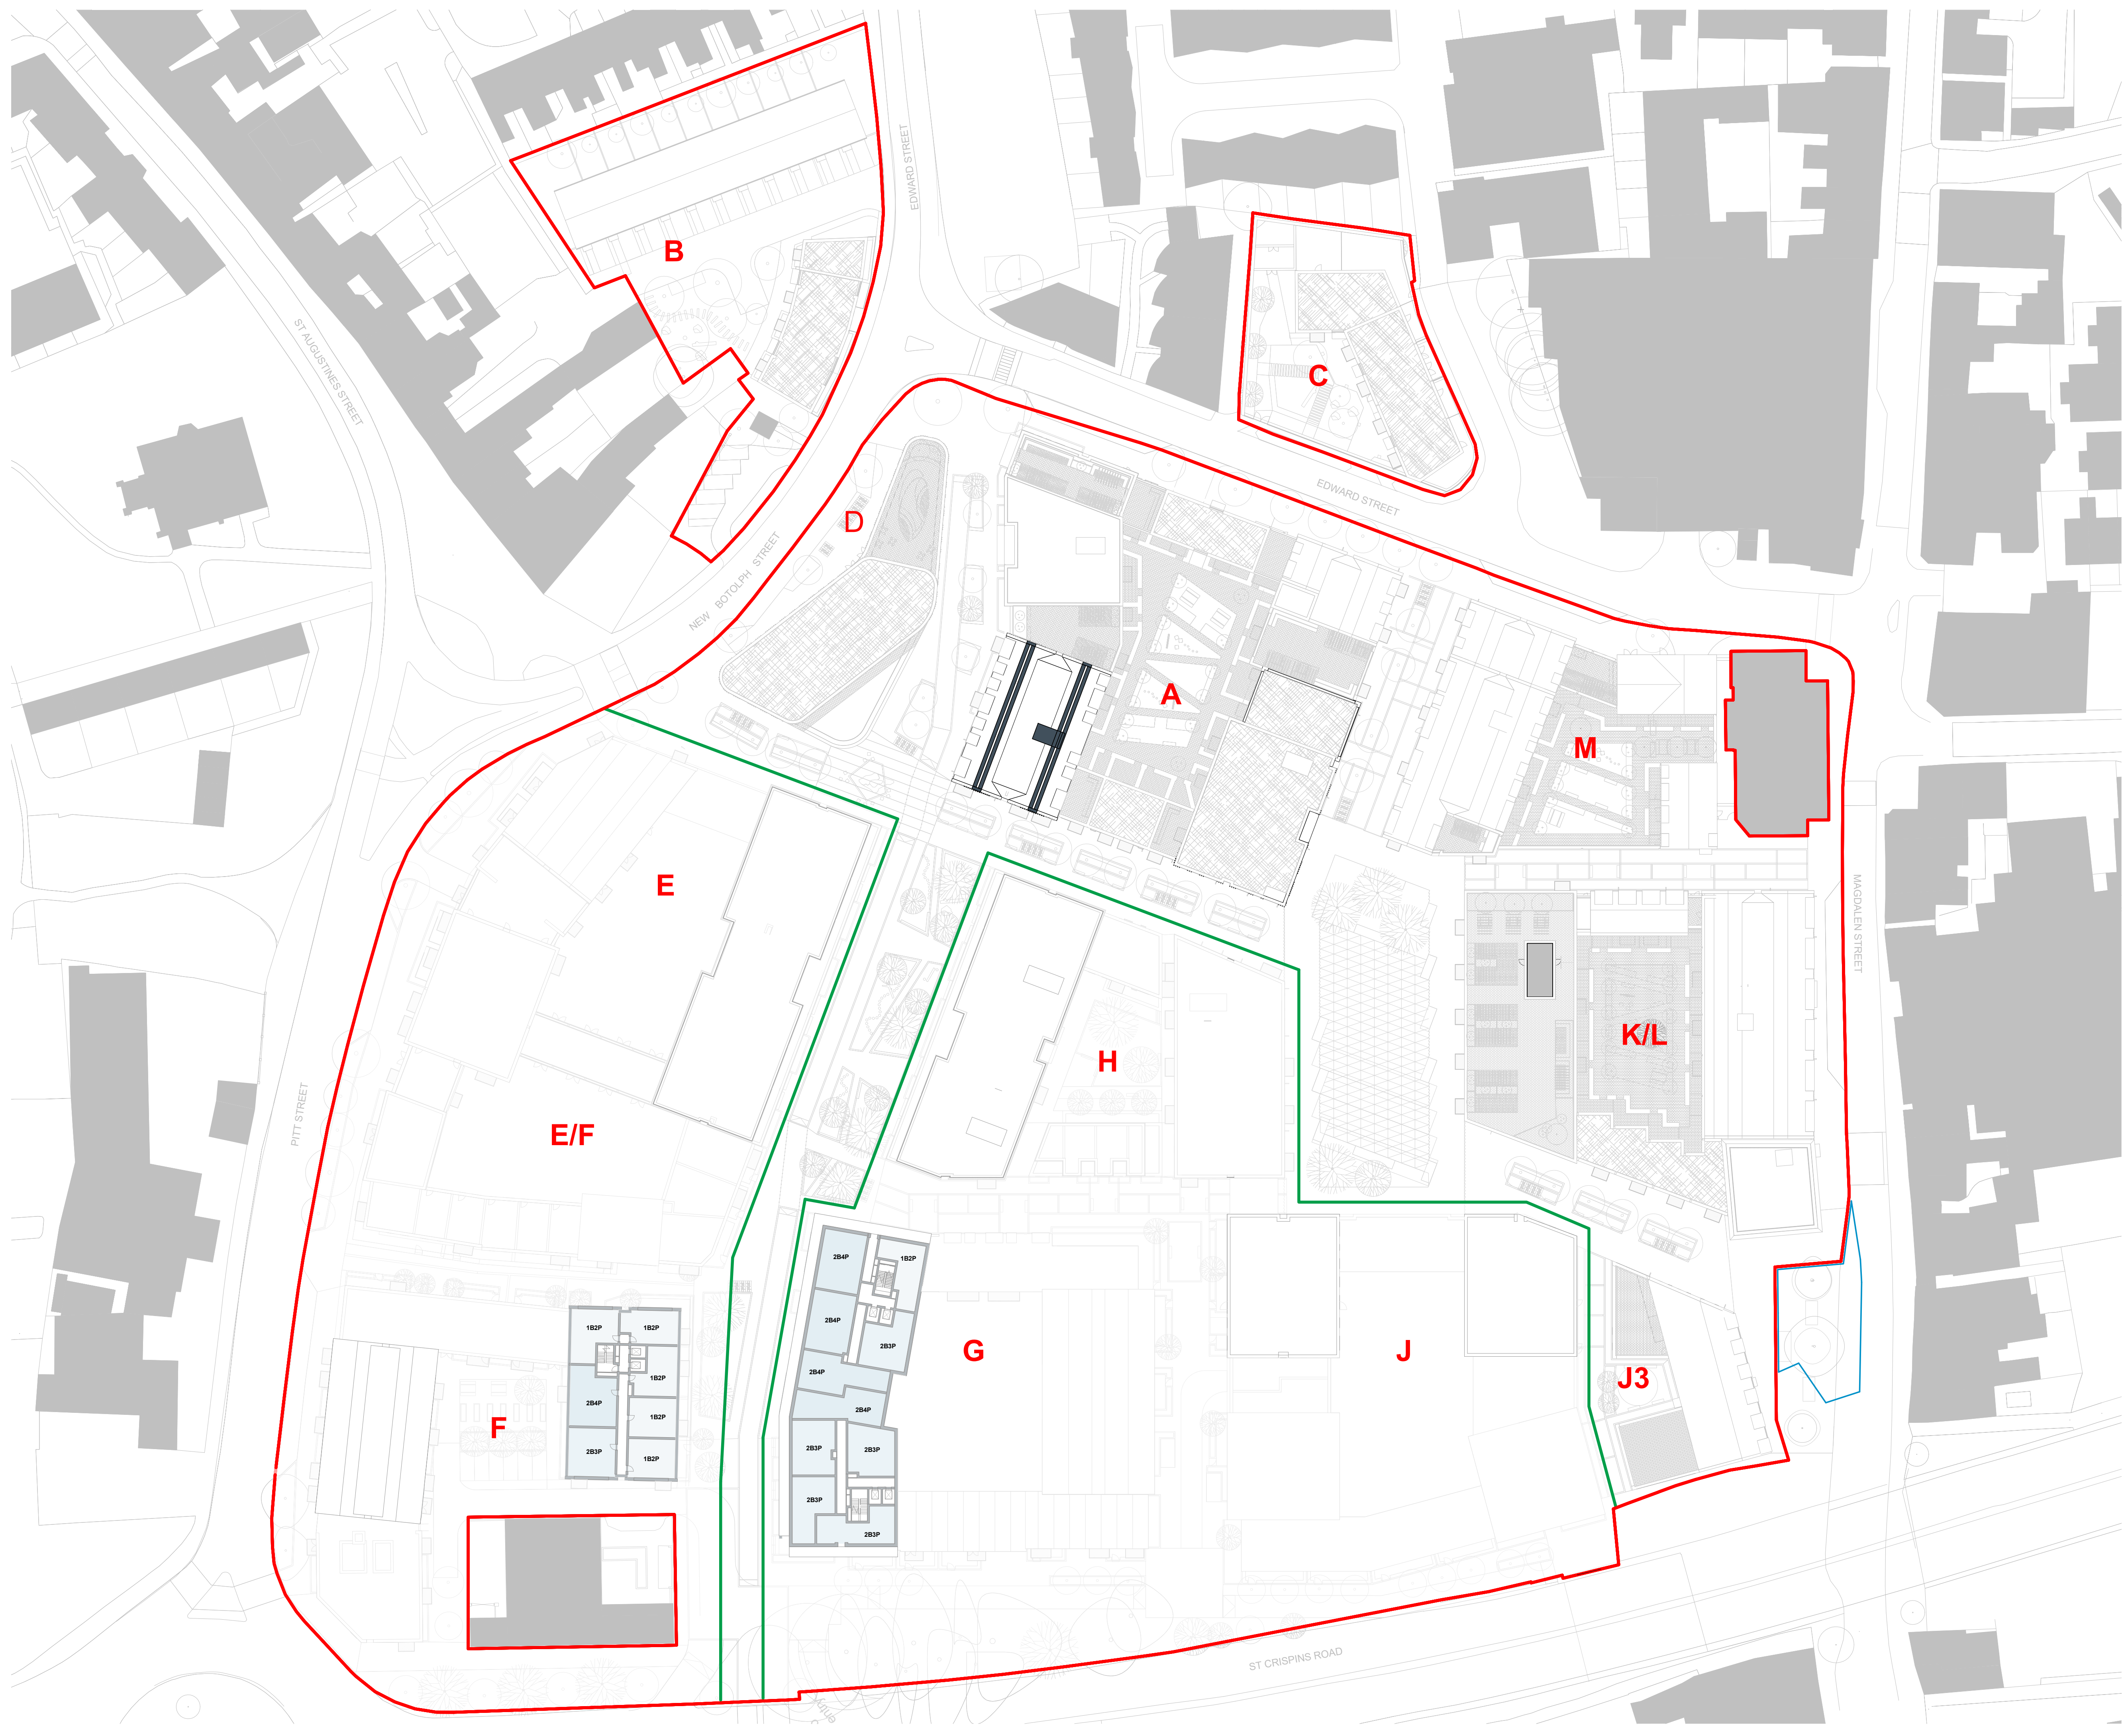 EDWARD STREET
B
ST AUGUSTINES STREET
C
EDWARD STREET
D
NEW BOTOLPH STREET
A
M
E
MAGDALEN STREET
K/L
H
PITT STREET
E/F
2B4P
1B2P
2B4P
2B3P
1B2P
1B2P
G
J
2B4P
1B2P
J3
2B4P
2B4P
1B2P
F
2B3P
2B3P
2B3P
1B2P
2B3P
2B3P
ST CRISPINS ROAD